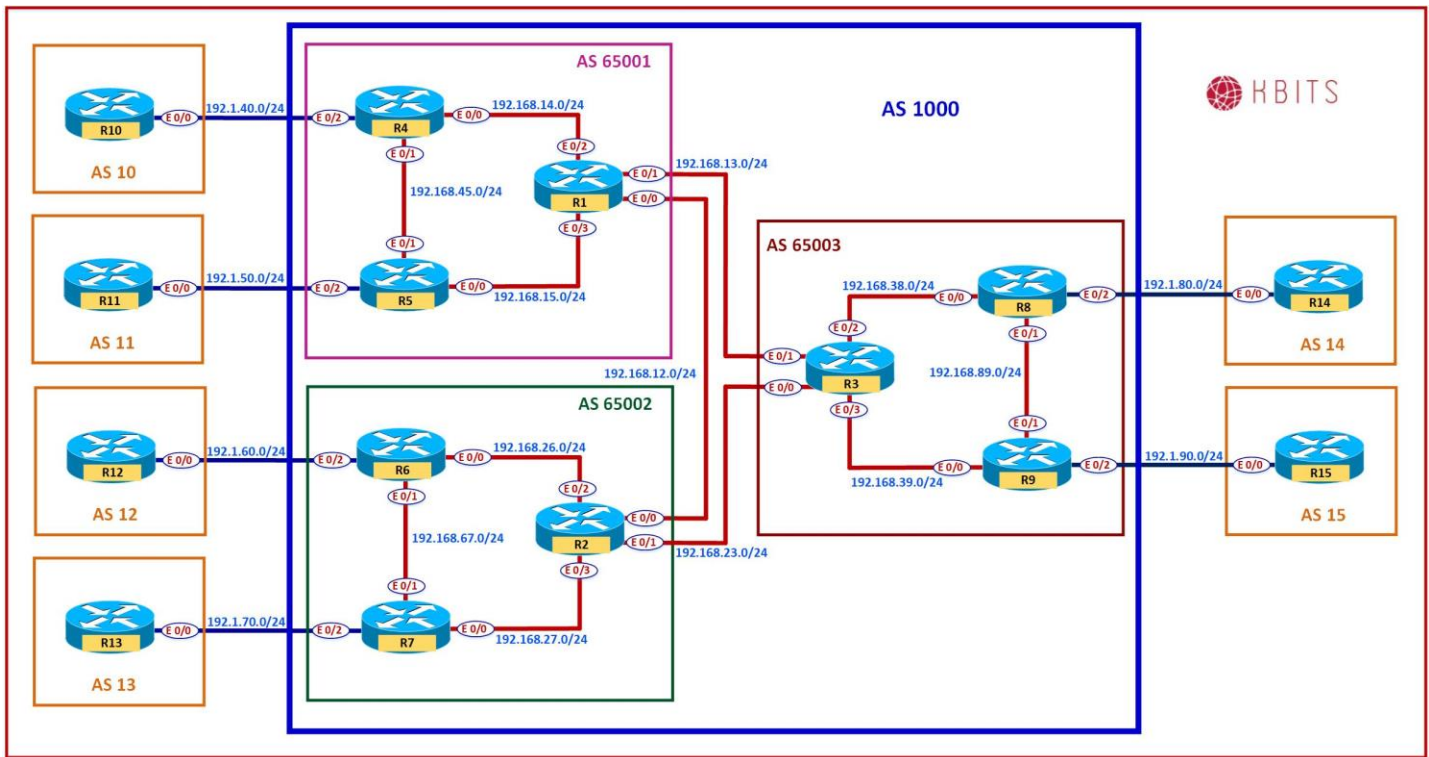 AS 65001
AS 1000
KBITS
192.1.40.0/24
E 0/0
R10
AS 10
E 0/2
R4
E 0/0
192.168.14.0/24
E 0/1
192.168.45.0/24
E 0/2
R1
E 0/1
192.168.13.0/24
E 0/0
E 0/3
192.1.50.0/24
E 0/0
R11
AS 11
E 0/1
E 0/2
R5
E 0/0
192.168.15.0/24
AS 65003
192.168.12.0/24
192.168.38.0/24
E 0/0
R8
E 0/2
E 0/1
192.1.80.0/24
E 0/0
R14
AS 14
E 0/2
E 0/1
E 0/0
R3
E 0/3
192.168.89.0/24
E 0/1
192.168.39.0/24
E 0/0
R9
E 0/2
192.1.90.0/24
E 0/0
R15
AS 15
AS 65002
192.1.60.0/24
E 0/0
R12
AS 12
E 0/2
R6
E 0/0
192.168.26.0/24
E 0/1
192.168.67.0/24
E 0/2
R2
E 0/0
E 0/1
192.168.23.0/24
E 0/3
192.1.70.0/24
E 0/0
R13
AS 13
E 0/1
E 0/2
R7
E 0/0
192.168.27.0/24